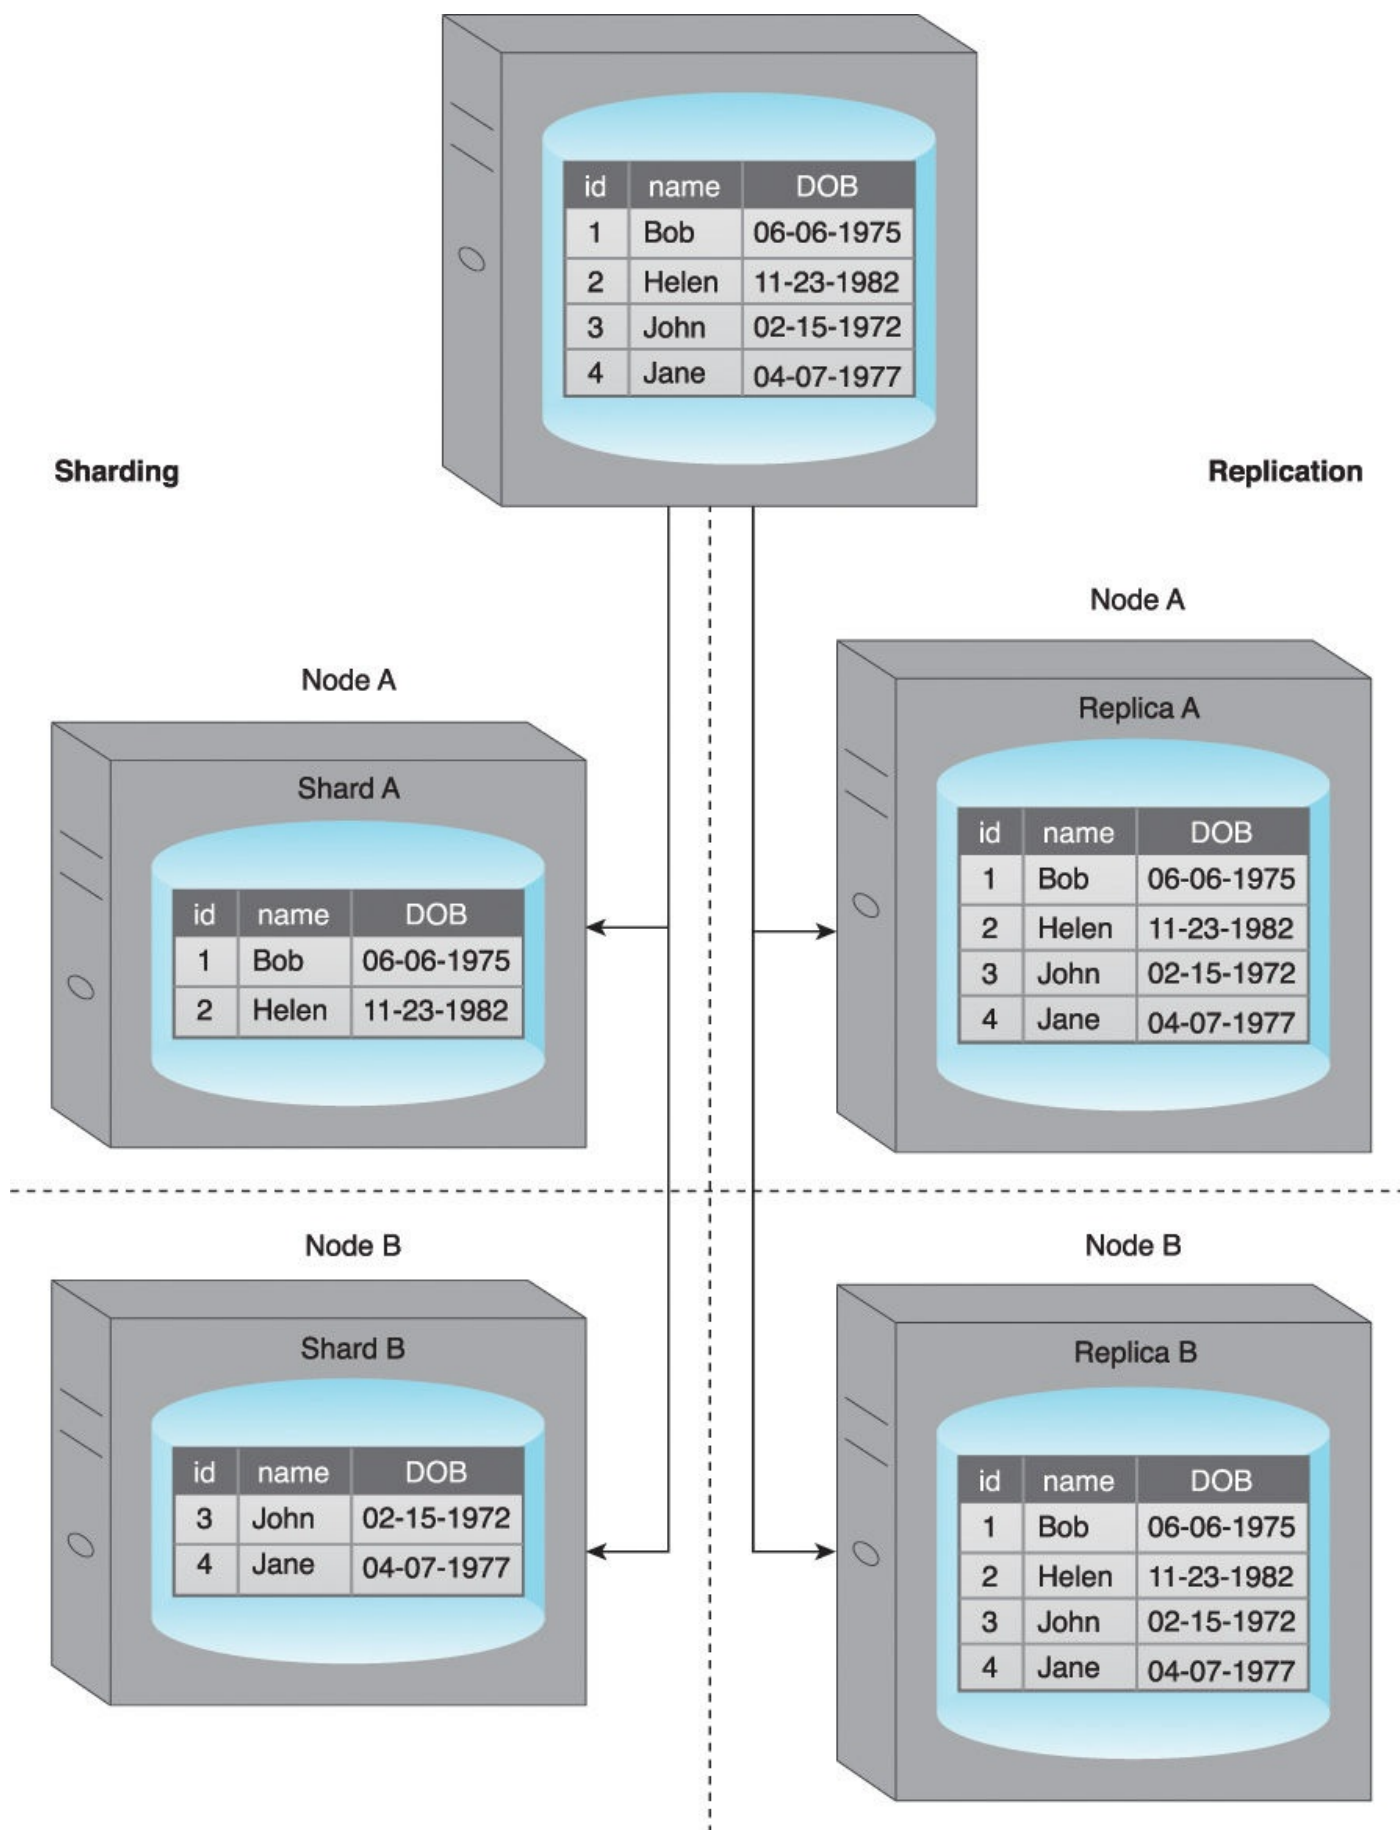 id name DOB
1 Bob 06-06-1975
2 Helen 11-23-1982
3 John 02-15-1972
4 Jane 04-07-1977
Sharding
Replication
Node A
Shard A
id name DOB
1 Bob 06-06-1975
2 Helen 11-23-1982
Node A
Replica A
id name DOB
1 Bob 06-06-1975
2 Helen 11-23-1982
3 John 02-15-1972
4 Jane 04-07-1977
Node B
Shard B
id name DOB
3 John 02-15-1972
4 Jane 04-07-1977
Node B
Replica B
id name DOB
1 Bob 06-06-1975
2 Helen 11-23-1982
3 John 02-15-1972
4 Jane 04-07-1977